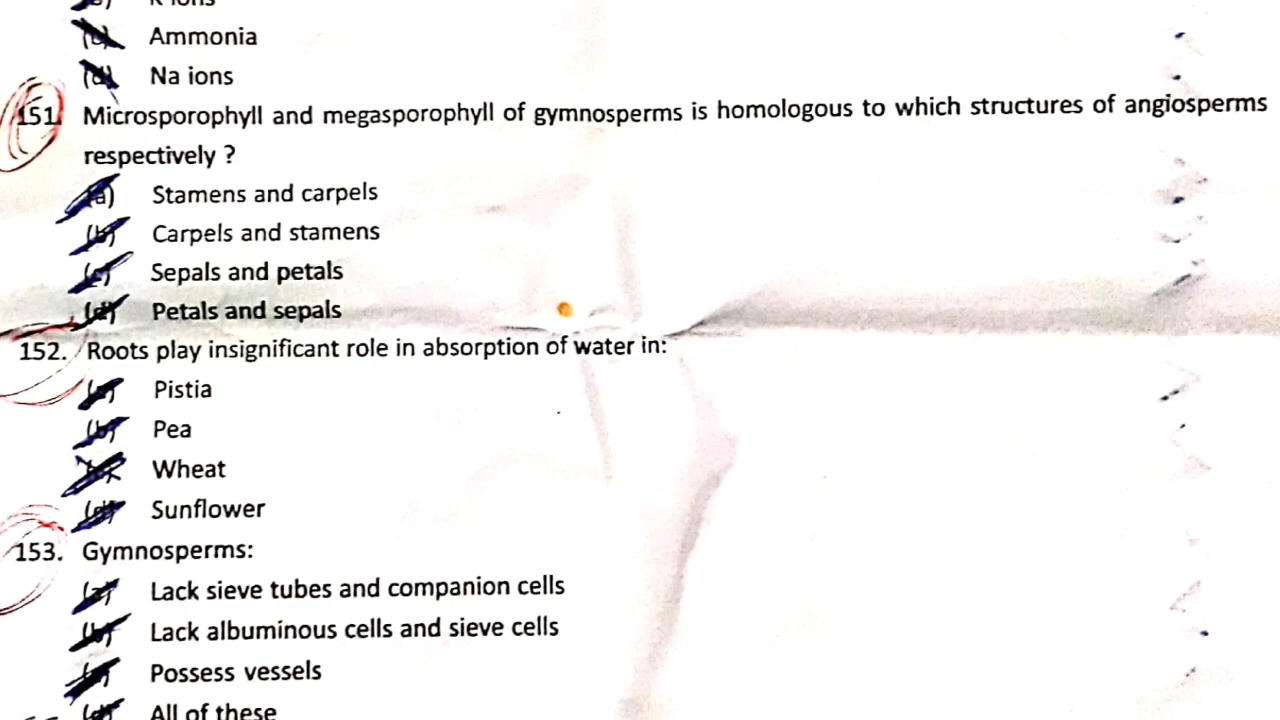 K ions
(c) Ammonia
(d) Na ions
151. Microsporophyll and megasporophyll of gymnosperms is homologous to which structures of angiosperms
respectively ?
(a) Stamens and carpels
(b) Carpels and stamens
(c) Sepals and petals
(d) Petals and sepals
152. Roots play insignificant role in absorption of water in:
(a) Pistia
(b) Pea
Wheat
(d) Sunflower
153. Gymnosperms:
(a) Lack sieve tubes and companion cells
(b) Lack albuminous cells and sieve cells
Possess vessels
(d) All of these